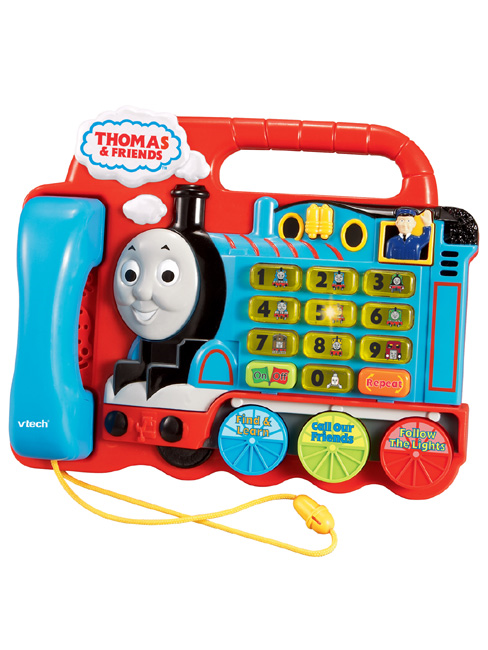 THOMAS
& FRIENDS™
1 2 3
4 5 6
7 8 9
On Off 0 Repeat
vtech®
Find &
Learn
Call Our
Friends
Follow
The Lights